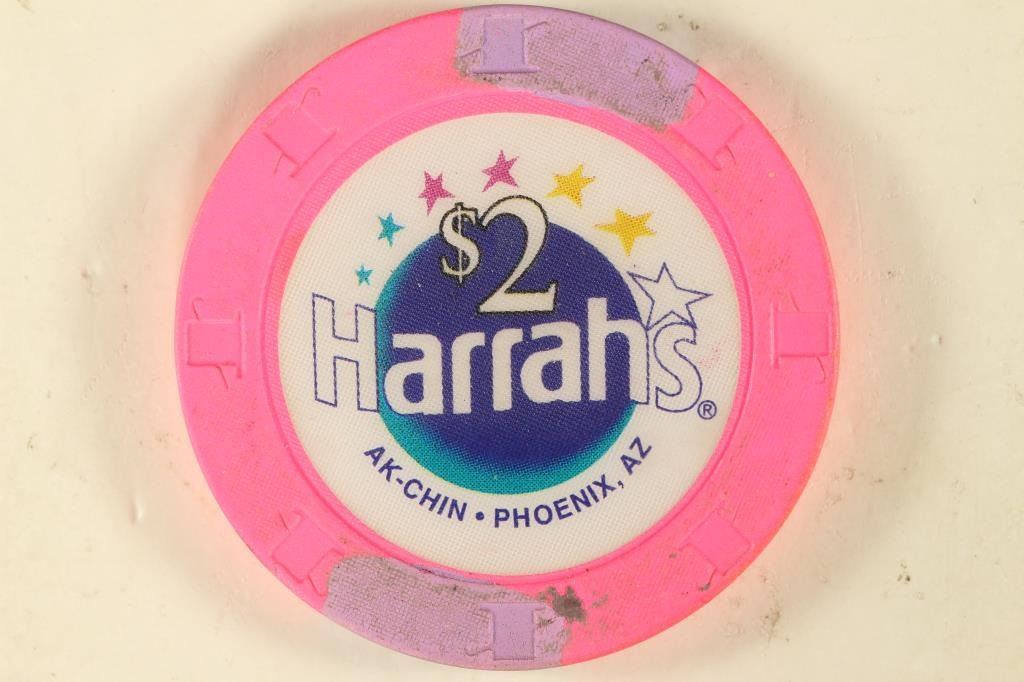 $2
Harrah's®
AK-CHIN • PHOENIX, AZ